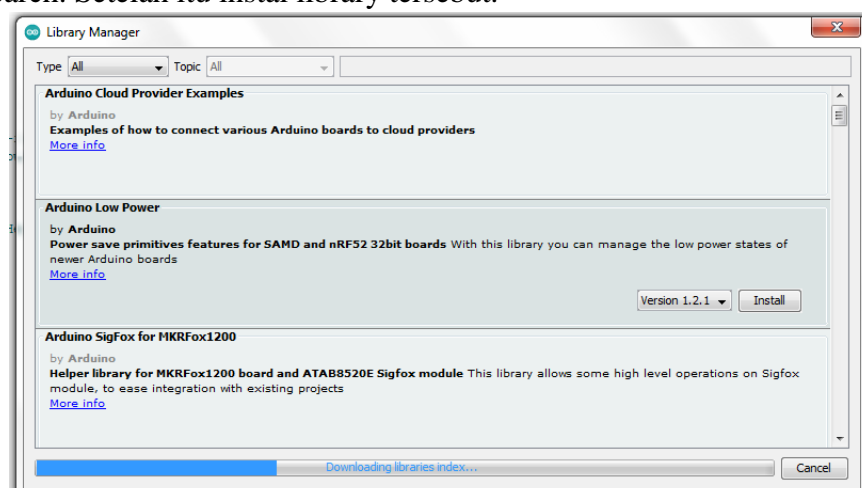 Setelah itu instal library tersebut.
Library Manager
Type All Topic All
Arduino Cloud Provider Examples
by Arduino
Examples of how to connect various Arduino boards to cloud providers
More info
Arduino Low Power
by Arduino
Power save primitives features for SAMD and nRF52 32bit boards With this library you can manage the low power states of
newer Arduino boards
More info
Version 1.2.1 Install
Arduino SigFox for MKRFox1200
by Arduino
Helper library for MKRFox1200 board and ATAB8520E Sigfox module This library allows some high level operations on Sigfox
module, to ease integration with existing projects
More info
Downloading libraries index...
Cancel